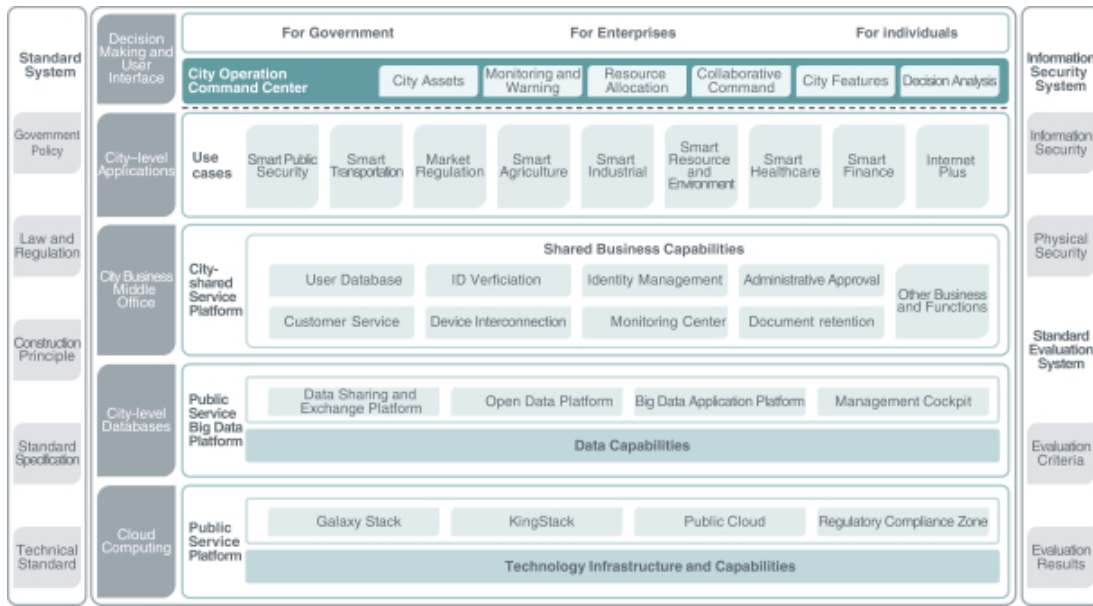 Standard
System
Government
Policy
Law and
Regulation
Construction
Principle
Standard
Specification
Technical
Standard
Decision
Making and
User
Interface
For Government
For Enterprises
For individuals
City Operation
Command Center
City Assets
Monitoring and
Warning
Resource
Allocation
Collaborative
Command
City Features
Decision Analysis
City–level
Applications
Use
cases
Smart Public
Security
Smart
Transportation
Market
Regulation
Smart
Agriculture
Smart
Industrial
Smart
Resource
and
Environment
Smart
Healthcare
Smart
Finance
Internet
Plus
City Business
Middle
Office
City-
shared
Service
Platform
Shared Business Capabilities
User Database
ID Verficiation
Identity Management
Administrative Approval
Other Business
and Functions
Customer Service
Device Interconnection
Monitoring Center
Document retention
City-level
Databases
Public
Service
Big Data
Platform
Data Sharing and
Exchange Platform
Open Data Platform
Big Data Application Platform
Management Cockpit
Data Capabilities
Cloud
Computing
Public
Service
Platform
Galaxy Stack
KingStack
Public Cloud
Regulatory Compliance Zone
Technology Infrastructure and Capabilities
Information
Security
System
Information
Security
Physical
Security
Standard
Evaluation
System
Evaluation
Criteria
Evaluation
Results